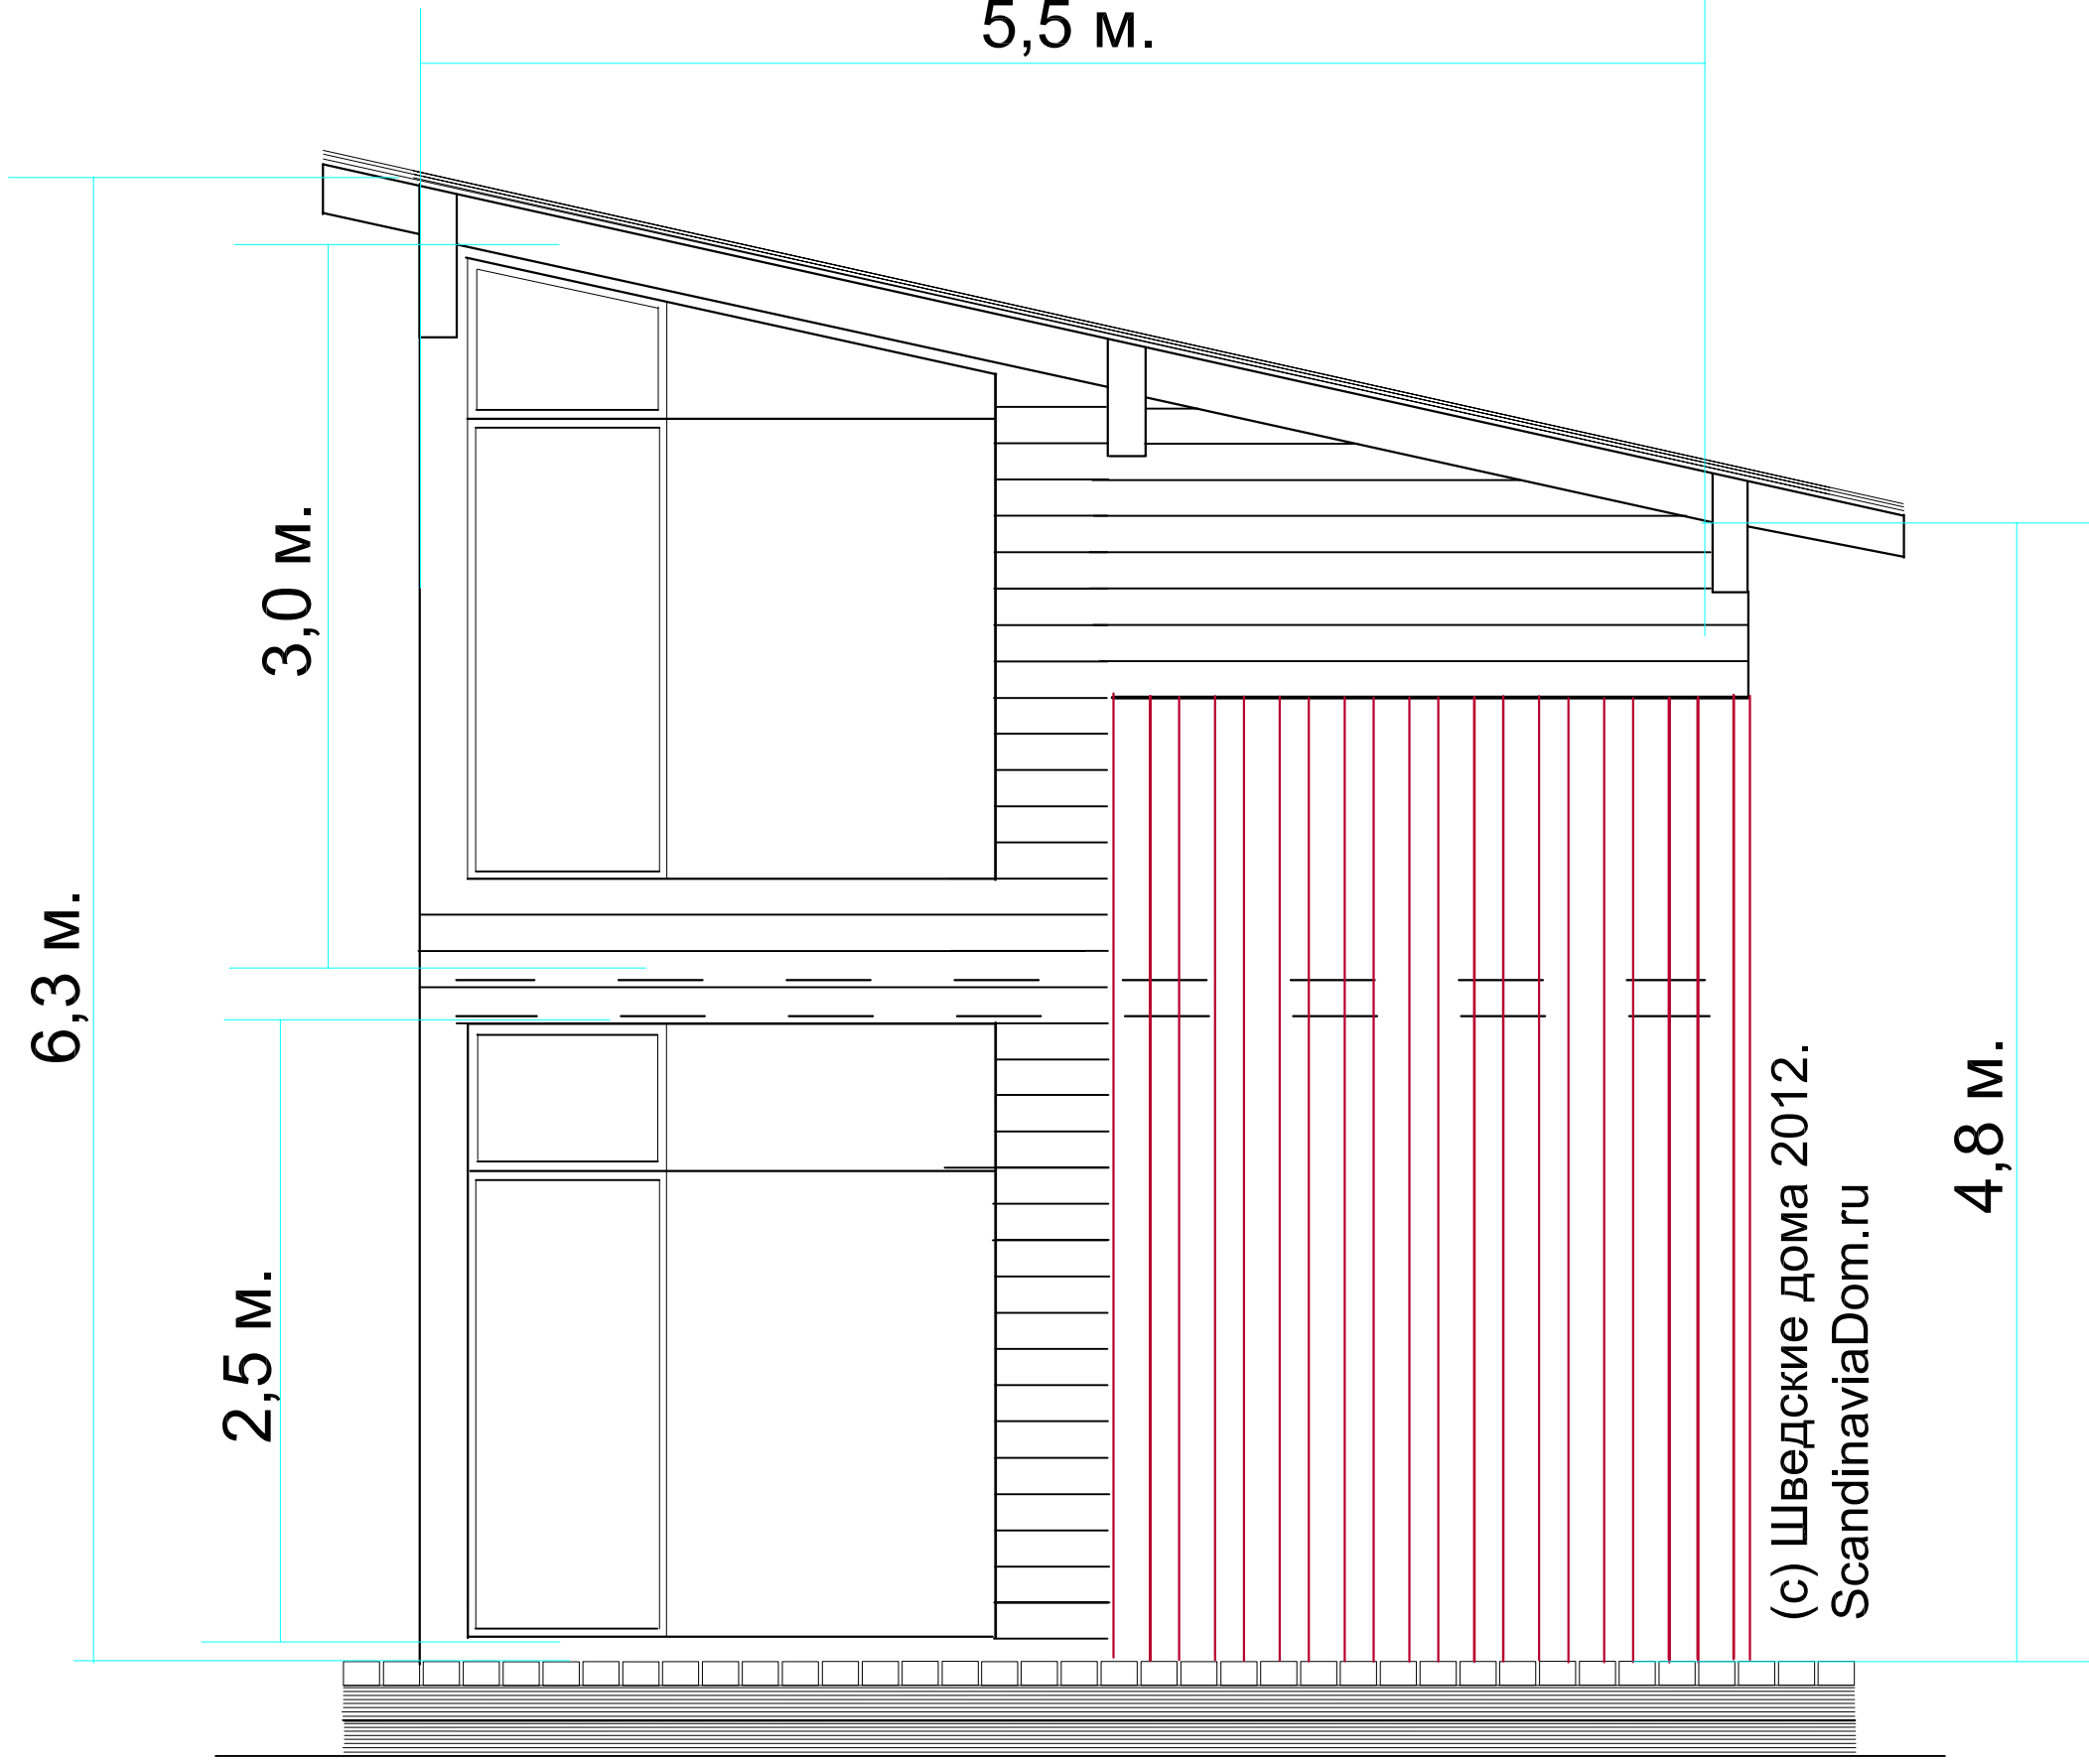 5,5 м.
3,0 м.
6,3 м.
2,5 м.
4,8 м.
(с) Шведские дома 2012.
ScandinaviaDom.ru